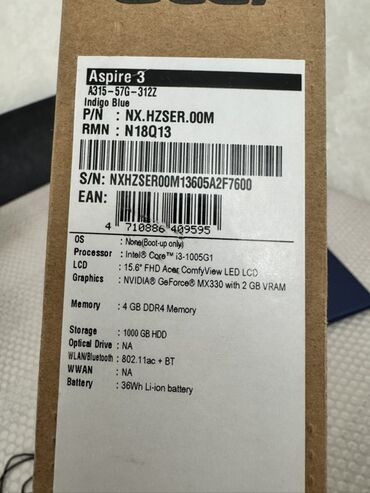 Aspire 3
A315-57G-312Z
Indigo Blue
P/N : NX.HZSER.00M
RMN : N18Q13
S/N: NXHZSER00M13605A2F7600
EAN:
4 710886 409595
OS : None(Boot-up only)
Processor : Intel® Core™ i3-1005G1
LCD : 15.6" FHD Acer ComfyView LED LCD
Graphics : NVIDIA® GeForce® MX330 with 2 GB VRAM
Memory : 4 GB DDR4 Memory
Storage : 1000 GB HDD
Optical Drive : NA
WLAN/Bluetooth : 802.11ac + BT
WWAN : NA
Battery : 36Wh Li-ion battery